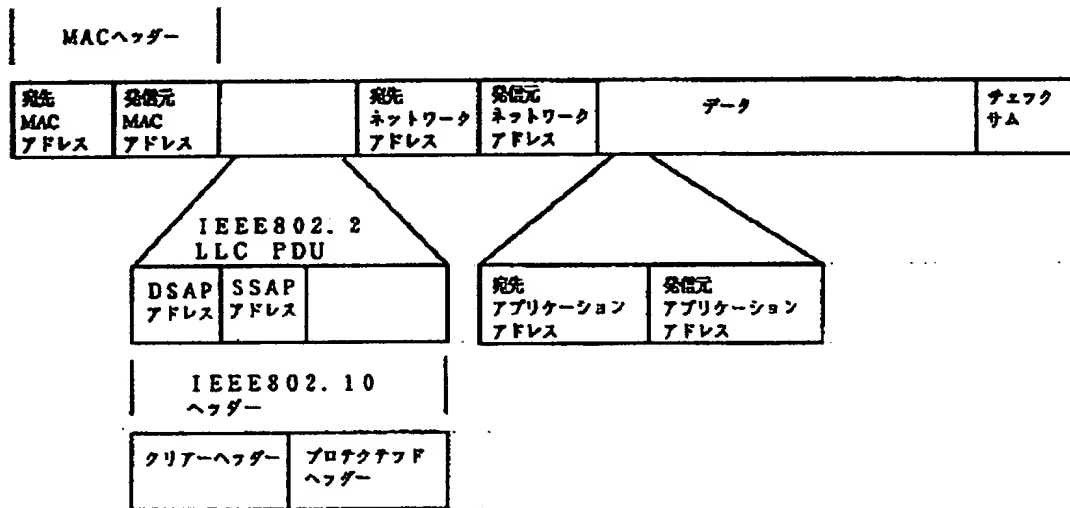 MACヘッダー
宛先
MAC
アドレス
発信元
MAC
アドレス
宛先
ネットワーク
アドレス
発信元
ネットワーク
アドレス
データ
チェック
サム
IEEE802.2
LLC PDU
DSAP
アドレス
SSAP
アドレス
宛先
アプリケーション
アドレス
発信元
アプリケーション
アドレス
IEEE802.10
ヘッダー
クリアーヘッダー
プロテクテッド
ヘッダー